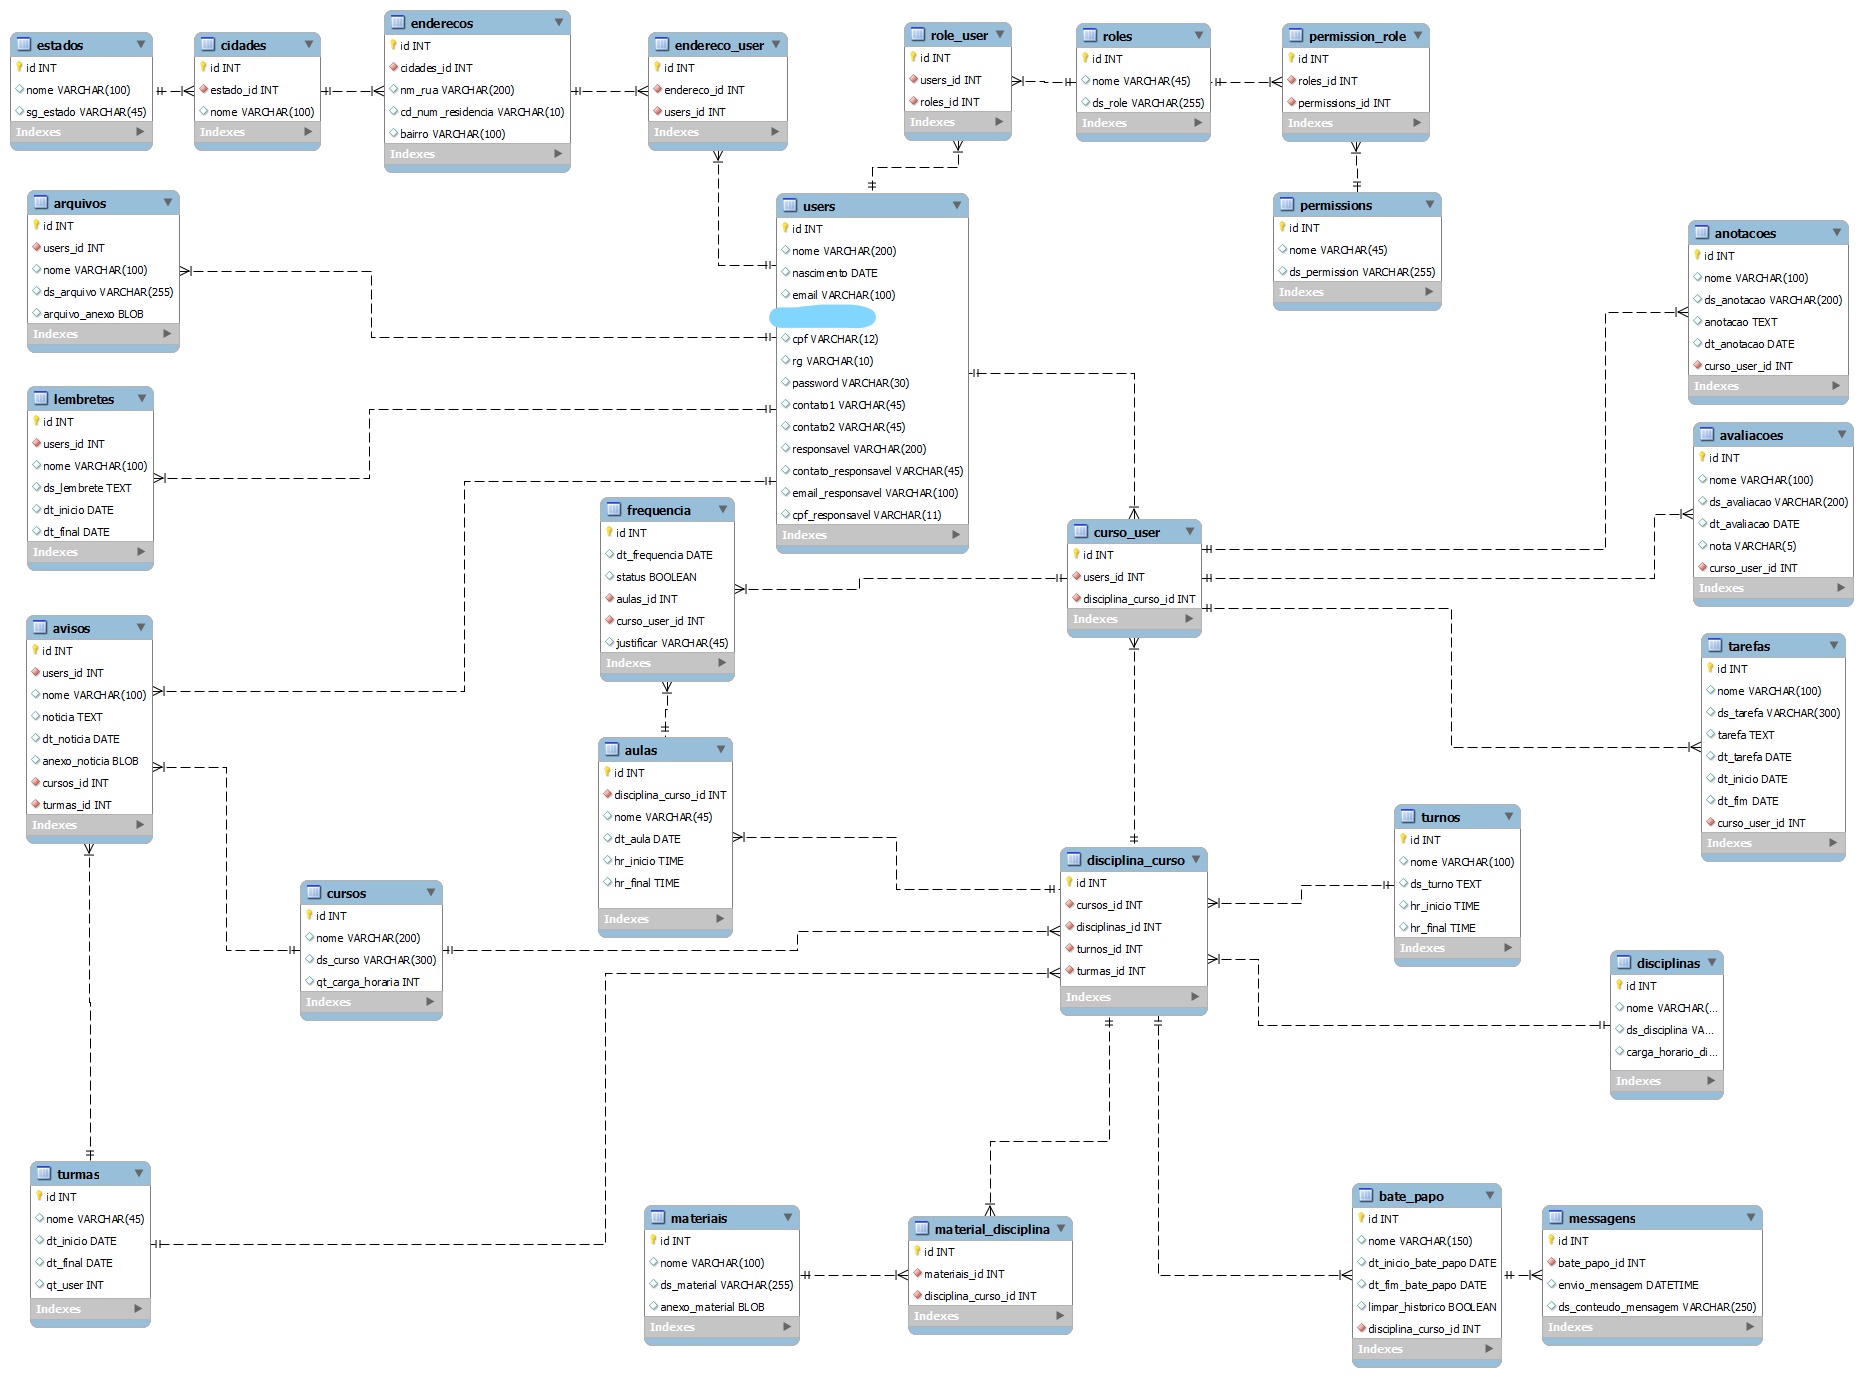 estados
id INT
nome VARCHAR(100)
sg_estado VARCHAR(45)
Indexes
cidades
id INT
estado_id INT
nome VARCHAR(100)
Indexes
enderecos
id INT
cidades_id INT
nm_rua VARCHAR(200)
cd_num_residencia VARCHAR(10)
bairro VARCHAR(100)
Indexes
endereco_user
id INT
endereco_id INT
users_id INT
Indexes
role_user
id INT
users_id INT
roles_id INT
Indexes
roles
id INT
nome VARCHAR(45)
ds_role VARCHAR(255)
Indexes
permission_role
id INT
roles_id INT
permissions_id INT
Indexes
arquivos
id INT
users_id INT
nome VARCHAR(100)
ds_arquivo VARCHAR(255)
arquivo_anexo BLOB
Indexes
users
id INT
nome VARCHAR(200)
nascimento DATE
email VARCHAR(100)
cpf VARCHAR(12)
rg VARCHAR(10)
password VARCHAR(30)
contato1 VARCHAR(45)
contato2 VARCHAR(45)
responsavel VARCHAR(200)
contato_responsavel VARCHAR(45)
email_responsavel VARCHAR(100)
cpf_responsavel VARCHAR(11)
Indexes
permissions
id INT
nome VARCHAR(45)
ds_permission VARCHAR(255)
Indexes
anotacoes
id INT
nome VARCHAR(100)
ds_anotacao VARCHAR(200)
anotacao TEXT
dt_anotacao DATE
curso_user_id INT
Indexes
lembretes
id INT
users_id INT
nome VARCHAR(100)
ds_lembrete TEXT
dt_inicio DATE
dt_final DATE
Indexes
avaliacoes
id INT
nome VARCHAR(100)
ds_avaliacao VARCHAR(200)
dt_avaliacao DATE
nota VARCHAR(5)
curso_user_id INT
Indexes
frequencia
id INT
dt_frequencia DATE
status BOOLEAN
aulas_id INT
curso_user_id INT
justificar VARCHAR(45)
Indexes
curso_user
id INT
users_id INT
disciplina_curso_id INT
Indexes
avisos
id INT
users_id INT
nome VARCHAR(100)
noticia TEXT
dt_noticia DATE
anexo_noticia BLOB
cursos_id INT
turmas_id INT
Indexes
tarefas
id INT
nome VARCHAR(100)
ds_tarefa VARCHAR(300)
tarefa TEXT
dt_tarefa DATE
dt_inicio DATE
dt_fim DATE
curso_user_id INT
Indexes
aulas
id INT
disciplina_curso_id INT
nome VARCHAR(45)
dt_aula DATE
hr_inicio TIME
hr_final TIME
Indexes
turnos
id INT
nome VARCHAR(100)
ds_turno TEXT
hr_inicio TIME
hr_final TIME
Indexes
cursos
id INT
nome VARCHAR(200)
ds_curso VARCHAR(300)
qt_carga_horaria INT
Indexes
disciplina_curso
id INT
cursos_id INT
disciplinas_id INT
turnos_id INT
turmas_id INT
Indexes
disciplinas
id INT
nome VARCHAR(...
ds_disciplina VA...
carga_horario_di...
Indexes
turmas
id INT
nome VARCHAR(45)
dt_inicio DATE
dt_final DATE
qt_user INT
Indexes
materiais
id INT
nome VARCHAR(100)
ds_material VARCHAR(255)
anexo_material BLOB
Indexes
material_disciplina
id INT
materiais_id INT
disciplina_curso_id INT
Indexes
bate_papo
id INT
nome VARCHAR(150)
dt_inicio_bate_papo DATE
dt_fim_bate_papo DATE
limpar_historico BOOLEAN
disciplina_curso_id INT
Indexes
messagens
id INT
bate_papo_id INT
envio_mensagem DATETIME
ds_conteudo_mensagem VARCHAR(250)
Indexes